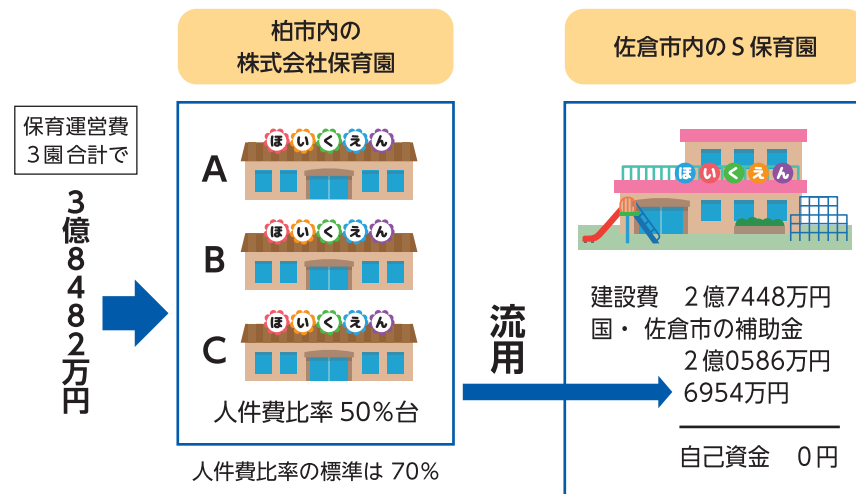 柏市内の
株式会社保育園
佐倉市内のS保育園
保育運営費
3園合計で
3億8482万円
A
ほいくえん
B
ほいくえん
C
ほいくえん
人件費比率 50%台
人件費比率の標準は 70%
流用
ほいくえん
建設費 2億7448万円
国・佐倉市の補助金
2億0586万円
6954万円
自己資金 0円